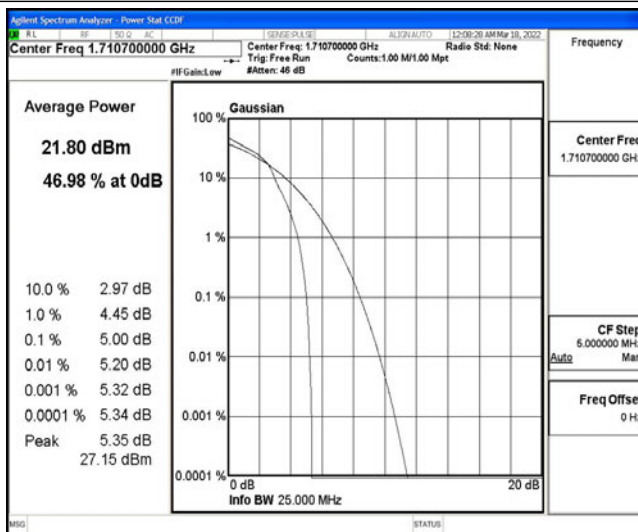 Agilent Spectrum Analyzer - Power Stat CCDF
RL RF 50 Ω AC SENSE:PULSE ALIGN AUTO 12:08:28 AM Mar 18, 2022
Center Freq 1.710700000 GHz
Center Freq: 1.710700000 GHz Radio Std: None
Trig: Free Run Counts:1.00 M/1.00 Mpt
#IFGain:Low #Atten: 46 dB
Frequency
Average Power
21.80 dBm
46.98 % at 0dB
10.0 % 2.97 dB
1.0 % 4.45 dB
0.1 % 5.00 dB
0.01 % 5.20 dB
0.001 % 5.32 dB
0.0001 % 5.34 dB
Peak 5.35 dB
27.15 dBm
Gaussian
100 %
10 %
1 %
0.1 %
0.01 %
0.001 %
0.0001 %
0 dB 20 dB
Info BW 25.000 MHz
Center Freq
1.710700000 GHz
CF Step
5.000000 MHz
Auto Man
Freq Offse
0 Hz
MSG STATUS